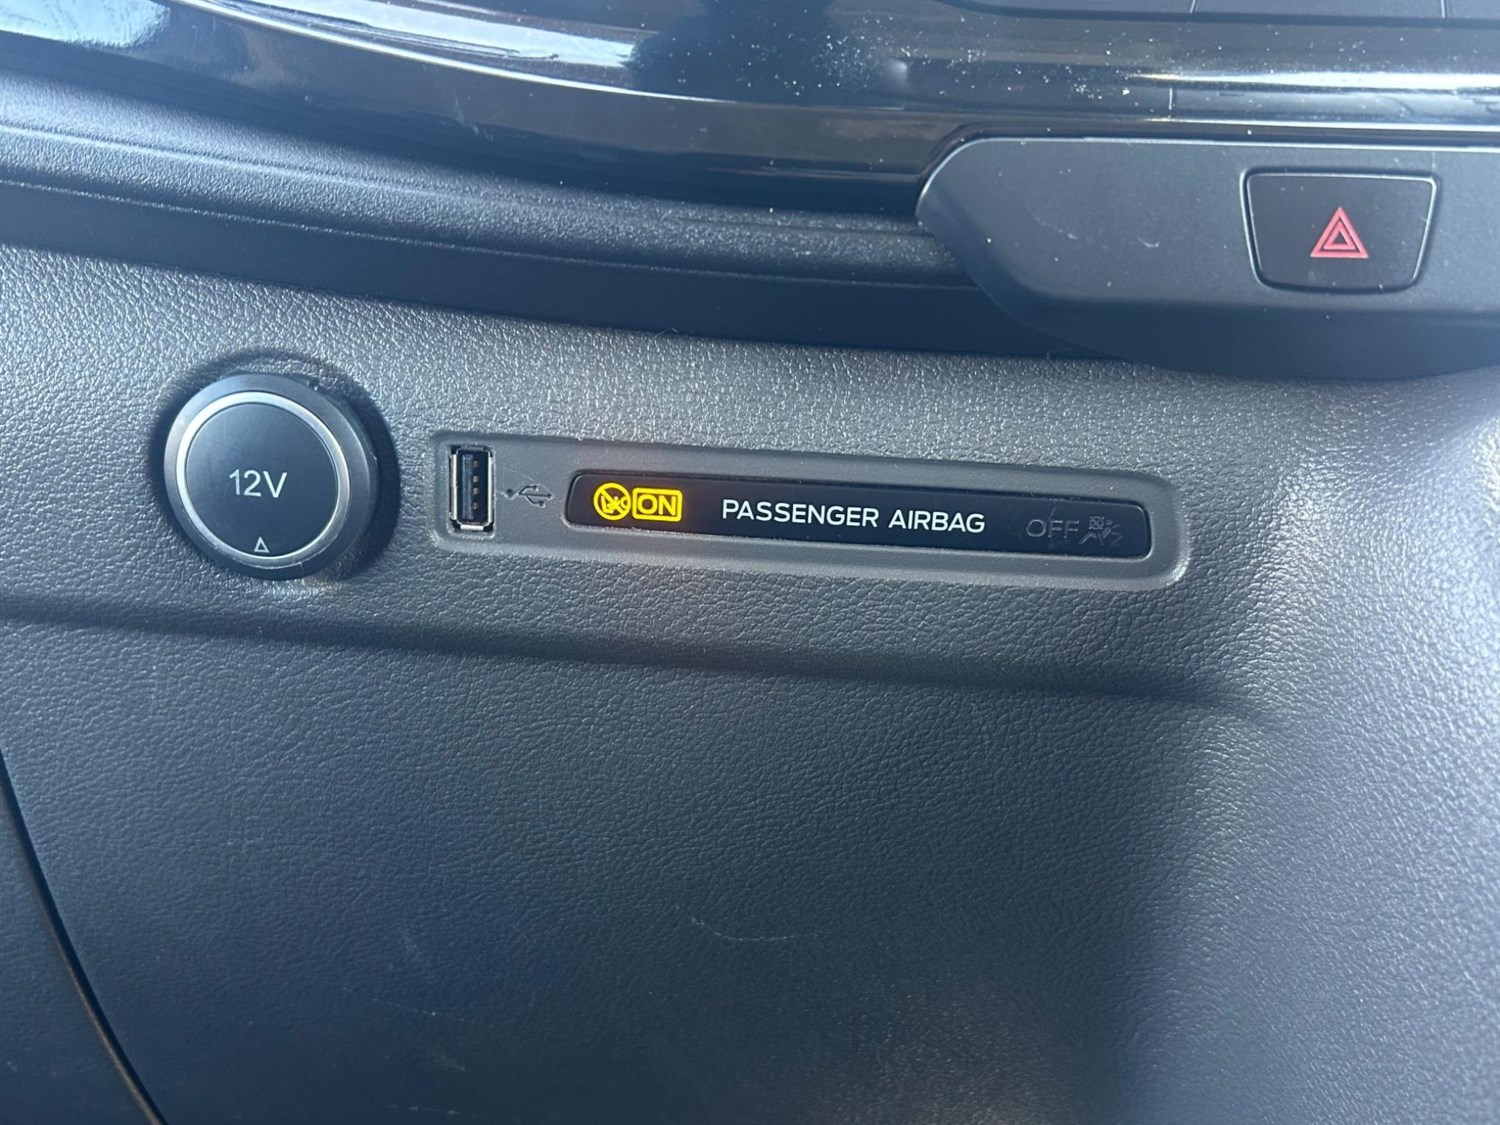 12V
ON PASSENGER AIRBAG OFF